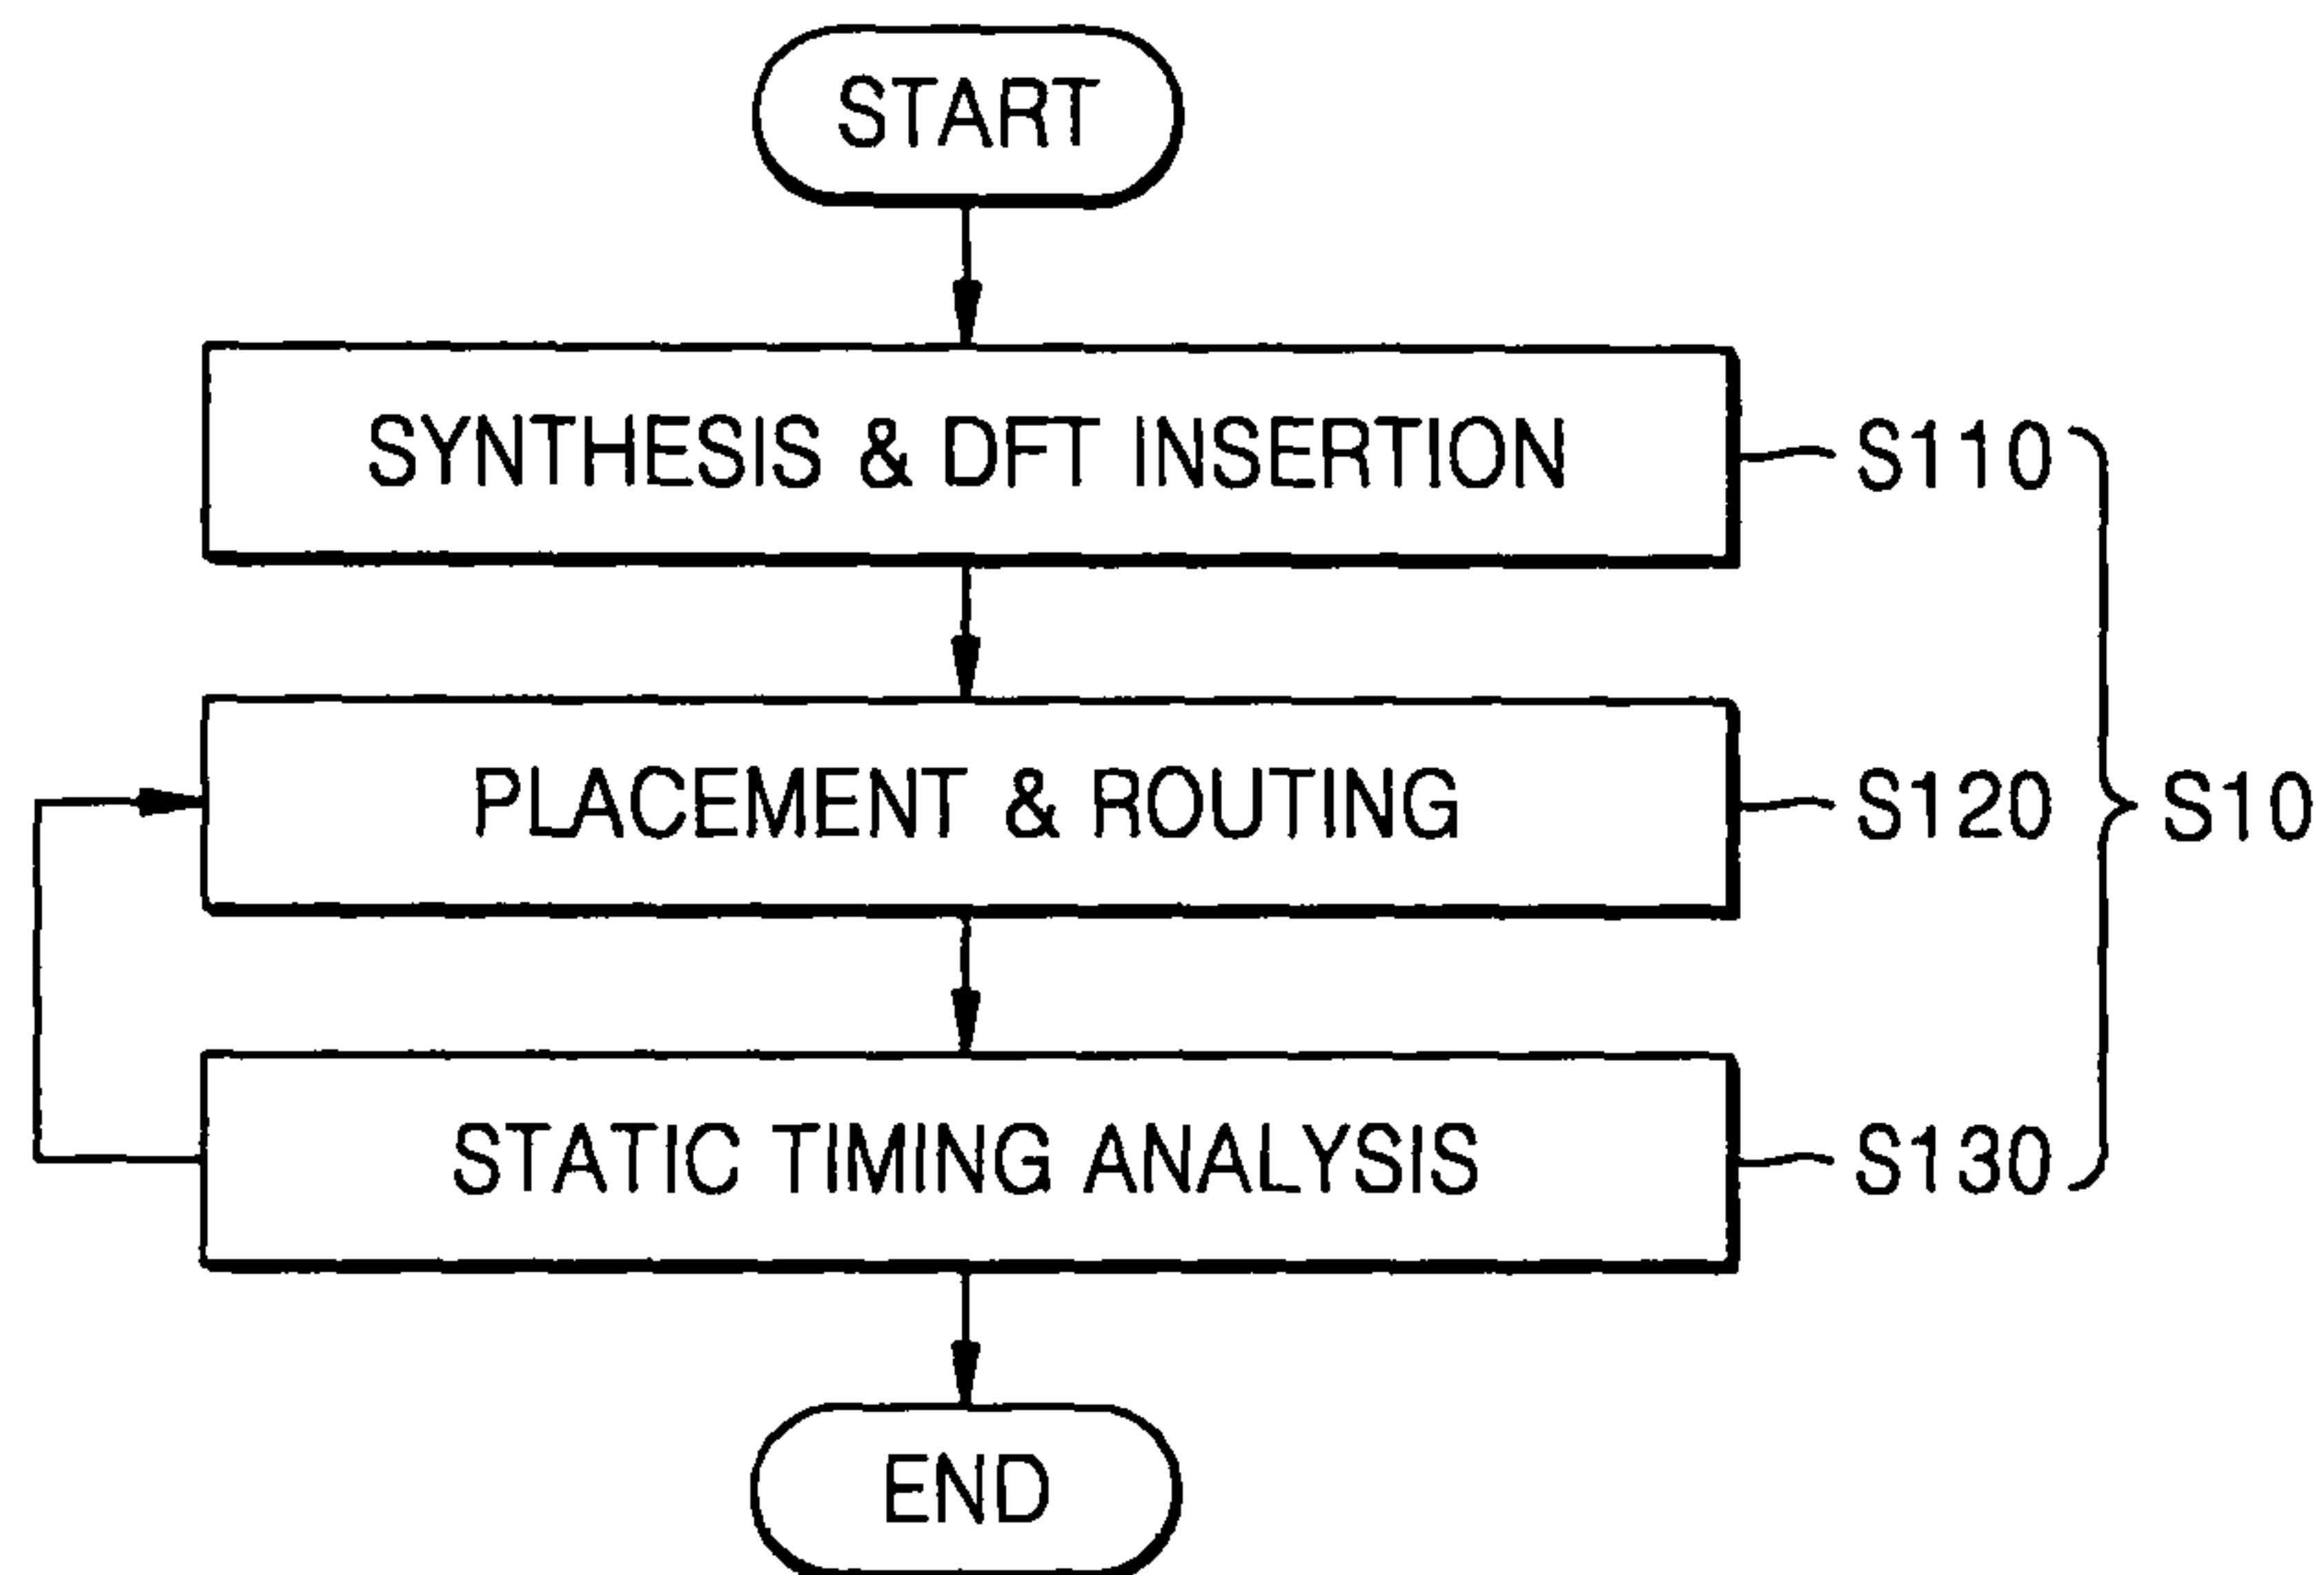 START
SYNTHESIS & DFT INSERTION
S110
PLACEMENT & ROUTING
S120
S10
STATIC TIMING ANALYSIS
S130
END